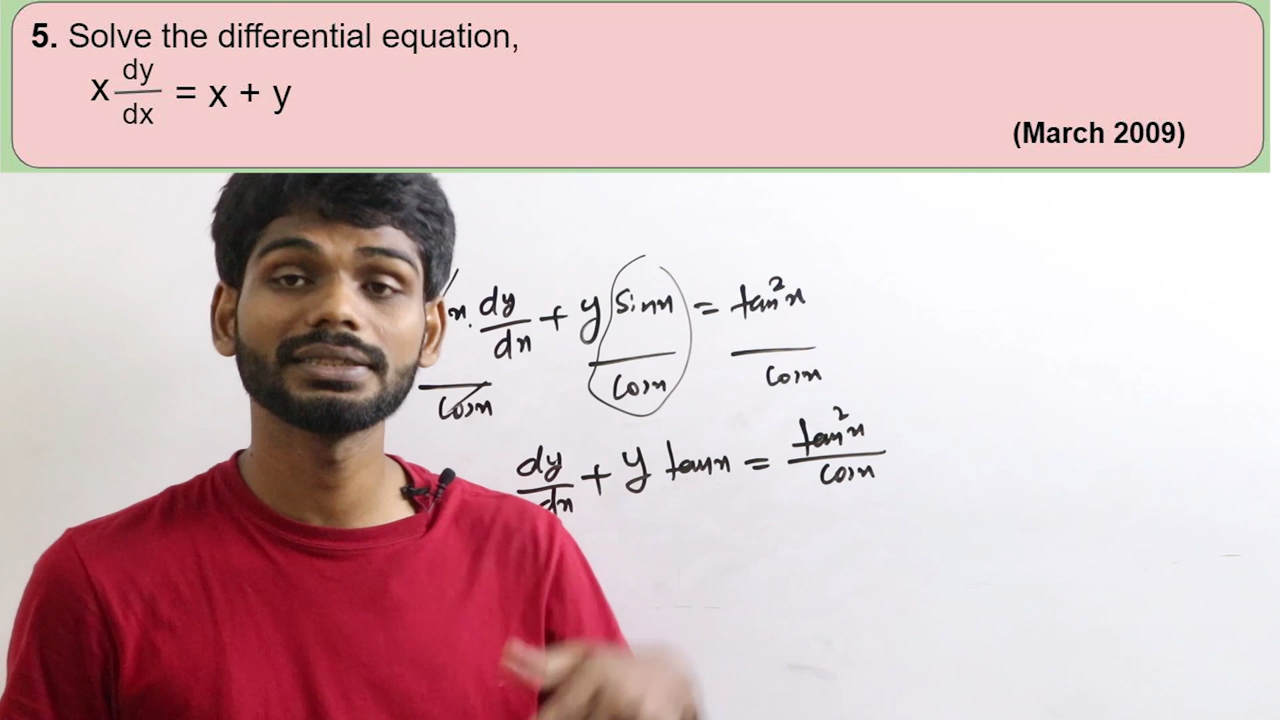 5. Solve the differential equation,
x dy/dx = x + y
(March 2009)
x. dy/dx + y sinx/cosx = tan²x/cosx
cosx
dy/dx + y tanx = tan²x/cosx